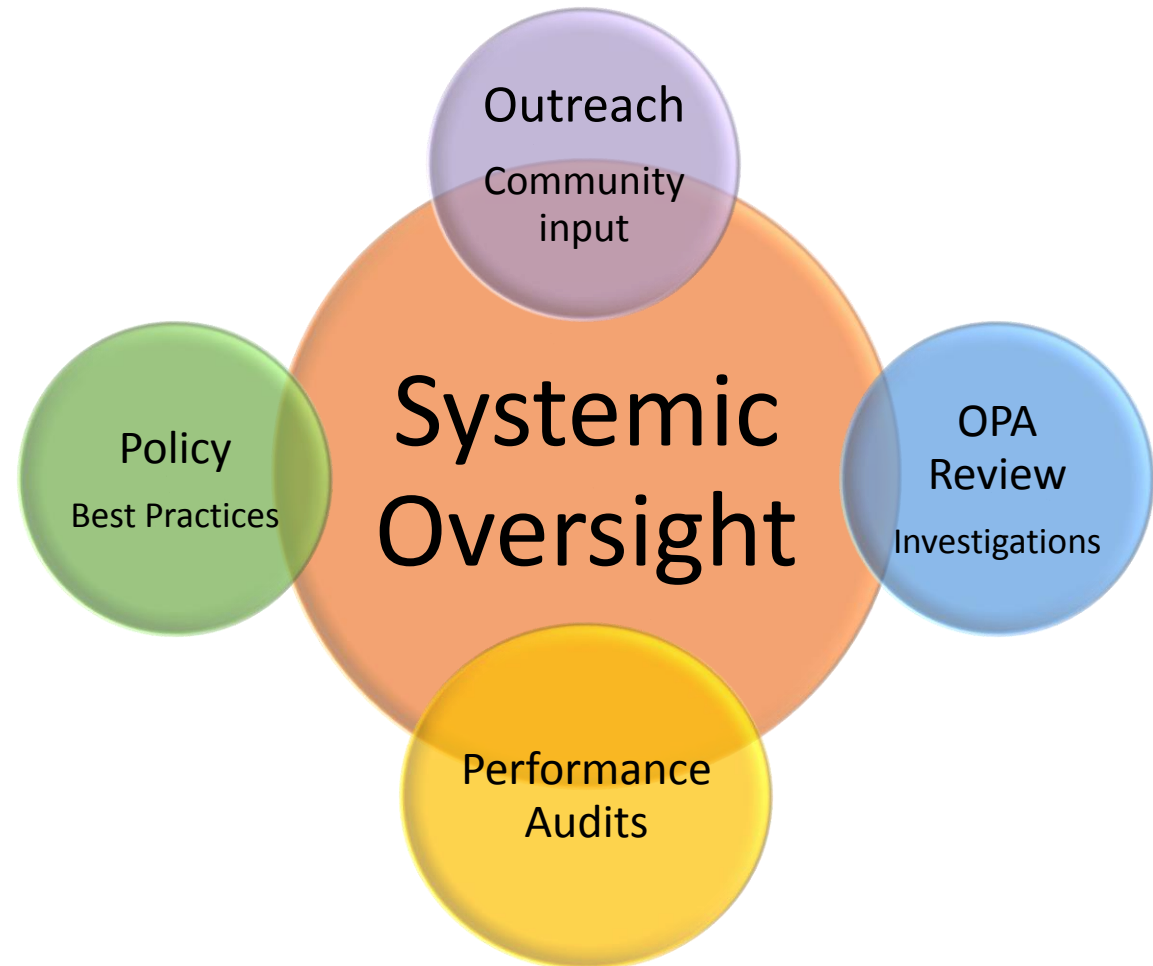 Outreach
Community
input
Systemic
Oversight
Policy
Best Practices
OPA
Review
Investigations
Performance
Audits